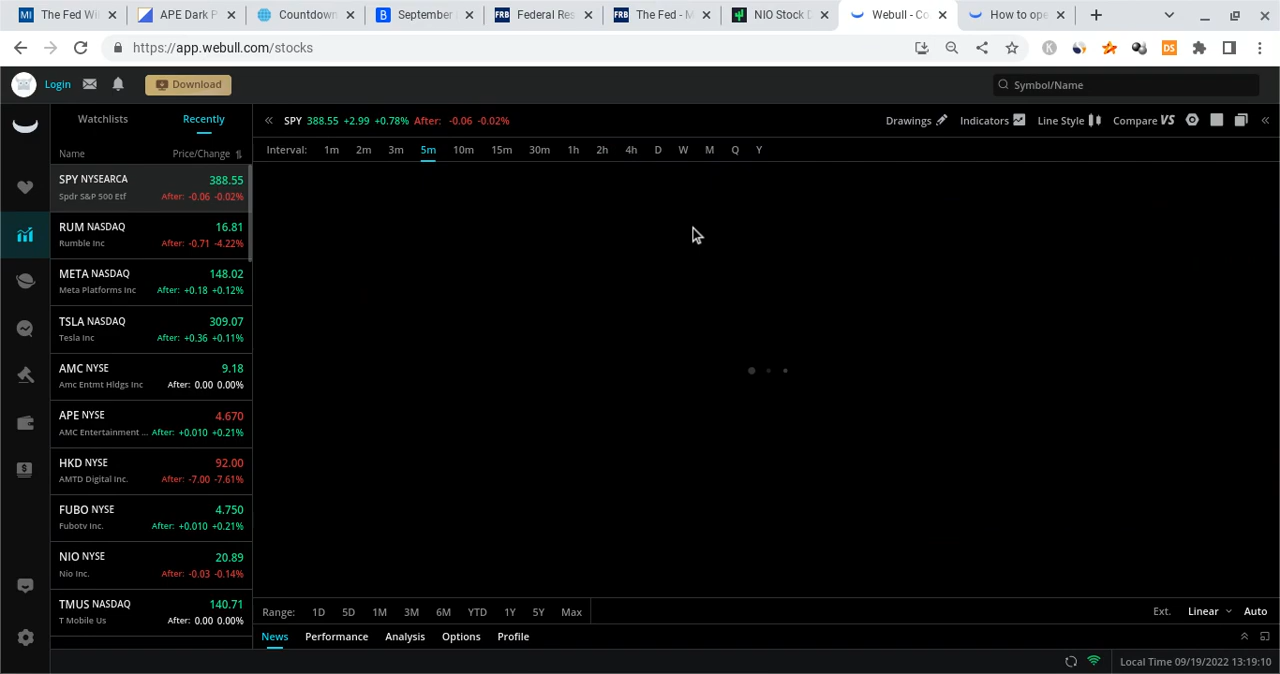 The Fed Wi
APE Dark P
Countdown
September
Federal Res
The Fed - M
NIO Stock D
Webull - Co
How to ope
https://app.webull.com/stocks
Login
Download
Symbol/Name
Watchlists
Recently
SPY 388.55 +2.99 +0.78% After: -0.06 -0.02%
Drawings
Indicators
Line Style
Compare VS
Interval: 1m 2m 3m 5m 10m 15m 30m 1h 2h 4h D W M Q Y
Name Price/Change
SPY NYSEARCA 388.55
Spdr S&P 500 Etf After: -0.06 -0.02%
RUM NASDAQ 16.81
Rumble Inc After: -0.71 -4.22%
META NASDAQ 148.02
Meta Platforms Inc After: +0.18 +0.12%
TSLA NASDAQ 309.07
Tesla Inc After: +0.36 +0.11%
AMC NYSE 9.18
Amc Entmt Hldgs Inc After: 0.00 0.00%
APE NYSE 4.670
AMC Entertainment ... After: +0.010 +0.21%
HKD NYSE 92.00
AMTD Digital Inc. After: -7.00 -7.61%
FUBO NYSE 4.750
Fubotv Inc. After: +0.010 +0.21%
NIO NYSE 20.89
Nio Inc. After: -0.03 -0.14%
TMUS NASDAQ 140.71
T Mobile Us After: 0.00 0.00%
Range: 1D 5D 1M 3M 6M YTD 1Y 5Y Max
Ext. Linear Auto
News Performance Analysis Options Profile
Local Time 09/19/2022 13:19:10